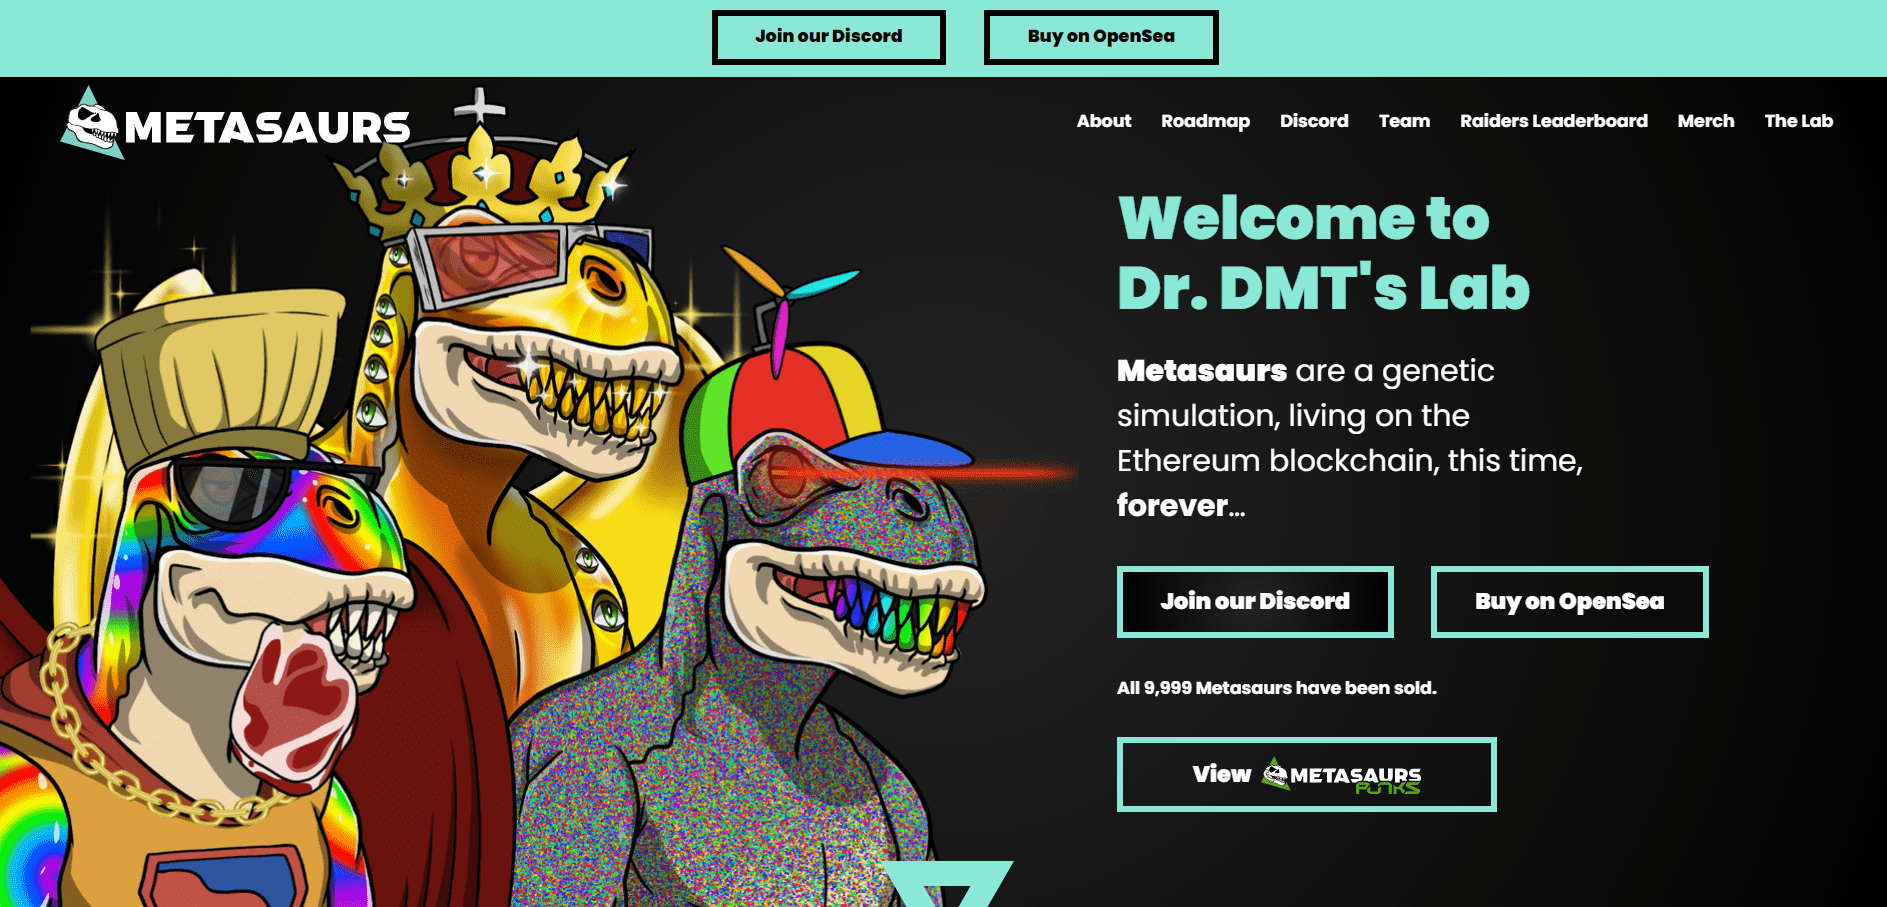 Join our Discord
Buy on OpenSea
METASAURS
About
Roadmap
Discord
Team
Raiders Leaderboard
Merch
The Lab
Welcome to
Dr. DMT's Lab
Metasaurs are a genetic
simulation, living on the
Ethereum blockchain, this time,
forever...
Join our Discord
Buy on OpenSea
All 9,999 Metasaurs have been sold.
View METASAURS
PUNKS